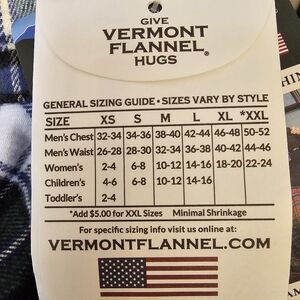 GIVE
VERMONT
FLANNEL®
HUGS
GENERAL SIZING GUIDE • SIZES VARY BY STYLE
SIZE XS S M L XL *XXL
Men's Chest 32-34 34-36 38-40 42-44 46-48 50-52
Men's Waist 26-28 28-30 32-34 36-38 40-42 44-46
Women's 2-4 6-8 10-12 14-16 18-20 22-24
Children's 4-6 6-8 10-12 14-16
Toddler's 2-4
*Add $5.00 for XXL Sizes Minimal Shrinkage
For specific sizing info visit us online at:
VERMONTFLANNEL.COM